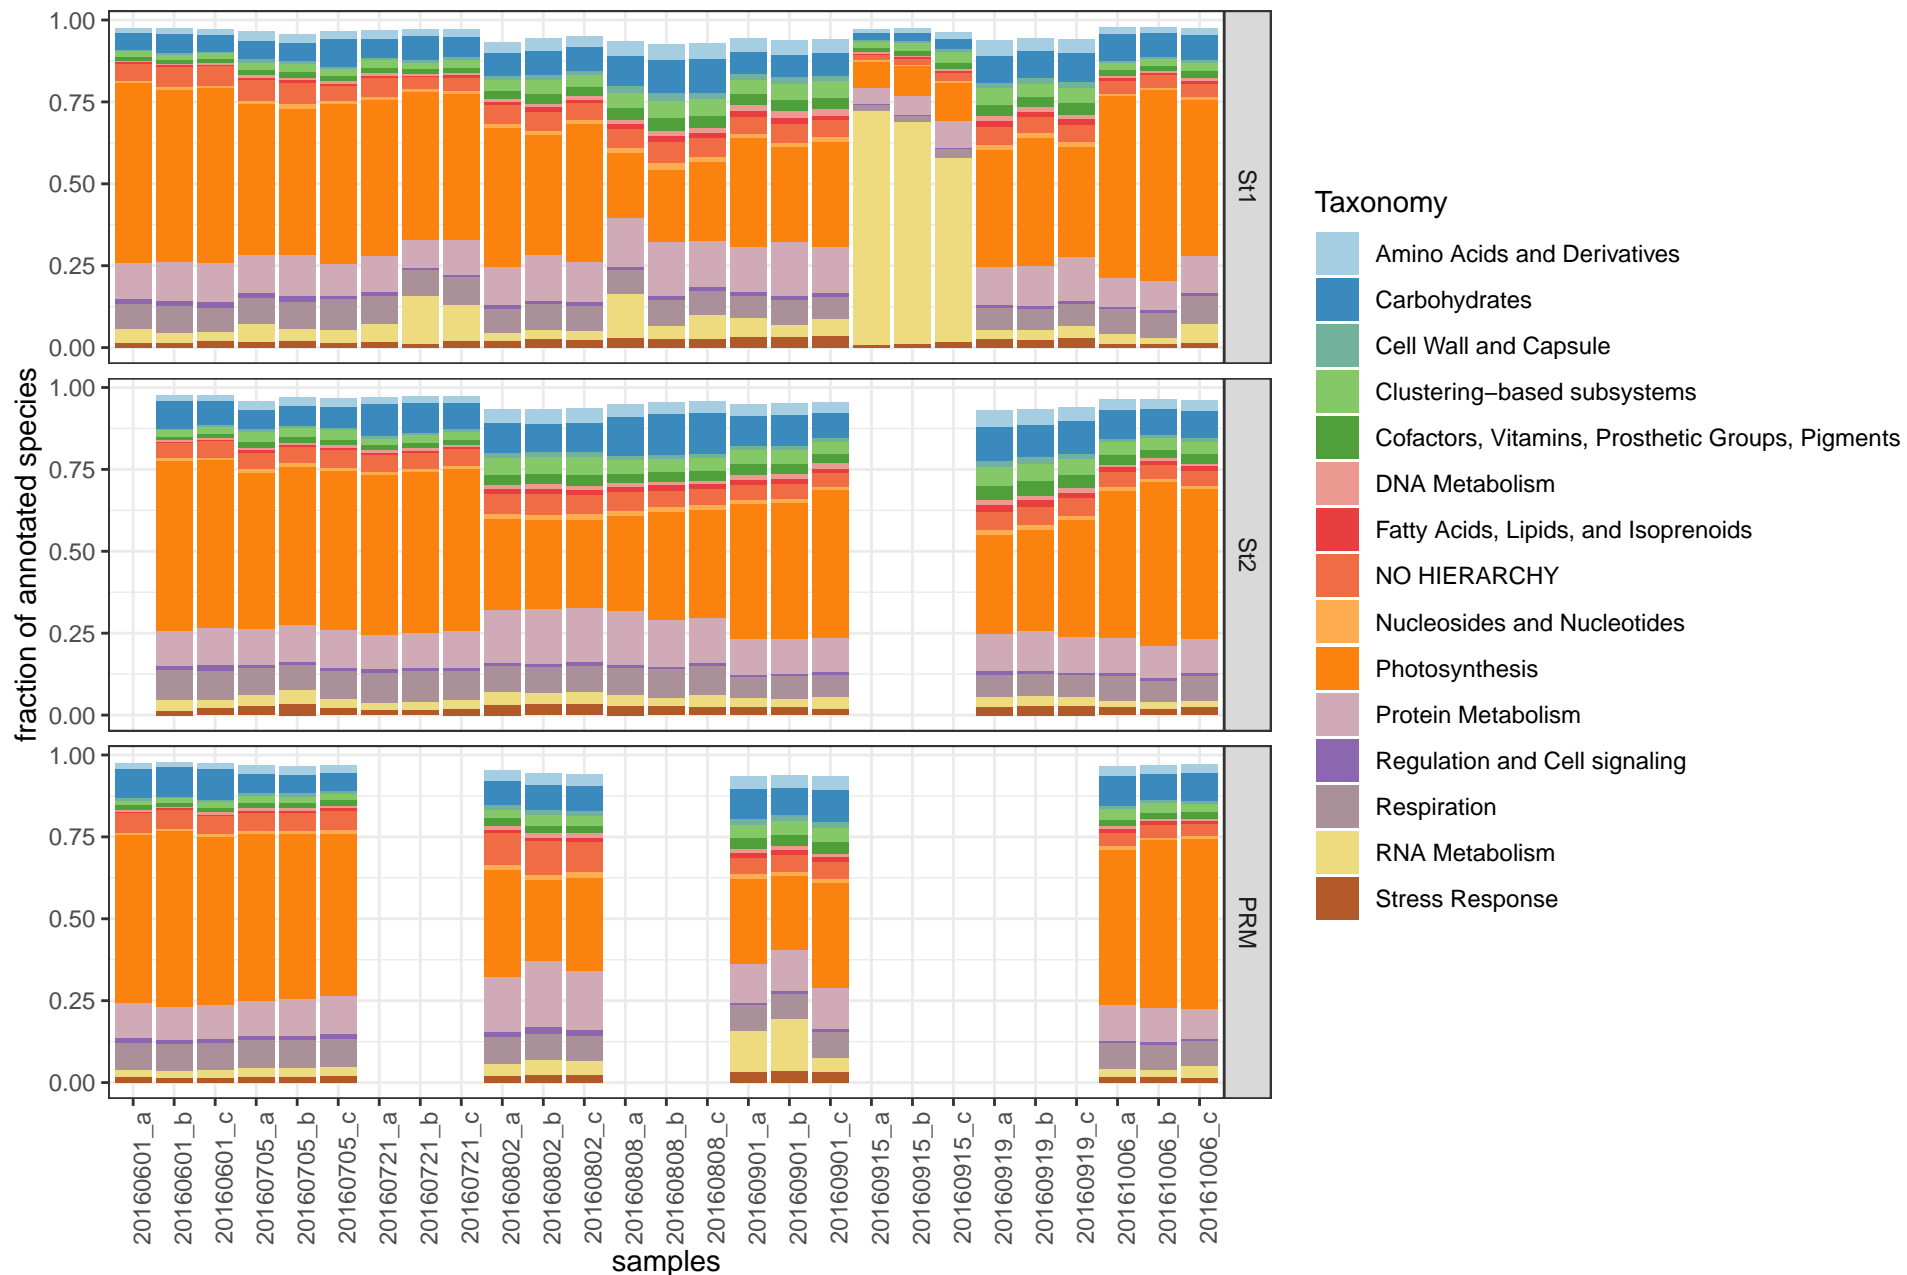 1.00
0.75
0.50
0.25
0.00
St1
1.00
0.75
0.50
0.25
0.00
St2
1.00
0.75
0.50
0.25
0.00
PRM
fraction of annotated species
20160601_a
20160601_b
20160601_c
20160705_a
20160705_b
20160705_c
20160721_a
20160721_b
20160721_c
20160802_a
20160802_b
20160802_c
20160808_a
20160808_b
20160808_c
20160901_a
20160901_b
20160901_c
20160915_a
20160915_b
20160915_c
20160919_a
20160919_b
20160919_c
20161006_a
20161006_b
20161006_c
samples
Taxonomy
Amino Acids and Derivatives
Carbohydrates
Cell Wall and Capsule
Clustering−based subsystems
Cofactors, Vitamins, Prosthetic Groups, Pigments
DNA Metabolism
Fatty Acids, Lipids, and Isoprenoids
NO HIERARCHY
Nucleosides and Nucleotides
Photosynthesis
Protein Metabolism
Regulation and Cell signaling
Respiration
RNA Metabolism
Stress Response